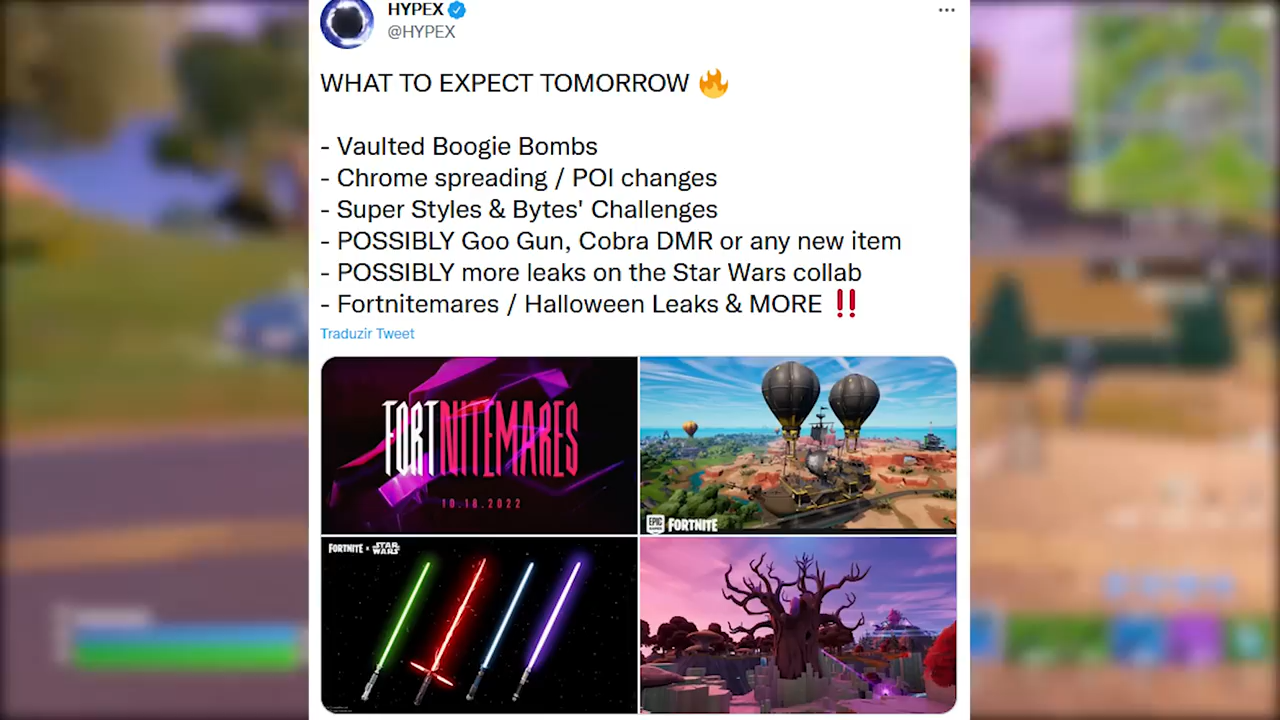 HYPEX
@HYPEX
WHAT TO EXPECT TOMORROW 🔥
- Vaulted Boogie Bombs
- Chrome spreading / POI changes
- Super Styles & Bytes' Challenges
- POSSIBLY Goo Gun, Cobra DMR or any new item
- POSSIBLY more leaks on the Star Wars collab
- Fortnitemares / Halloween Leaks & MORE ‼️
Traduzir Tweet
FORTNITEMARES
10.18.2022
EPIC GAMES FORTNITE
FORTNITE x STAR WARS